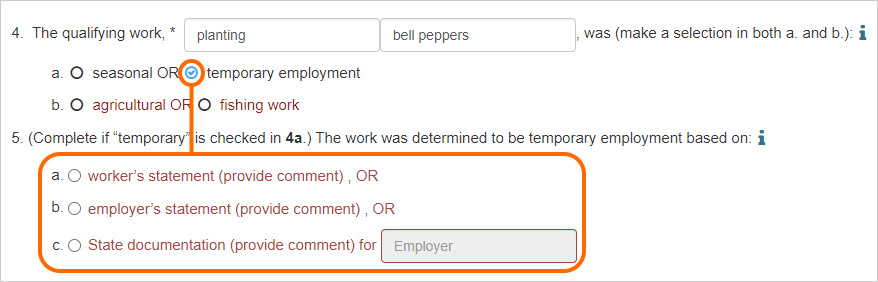 4. The qualifying work, * planting bell peppers , was (make a selection in both a. and b.): i
a. seasonal OR temporary employment
b. agricultural OR fishing work
5. (Complete if “temporary” is checked in 4a.) The work was determined to be temporary employment based on: i
a. worker’s statement (provide comment) , OR
b. employer’s statement (provide comment) , OR
c. State documentation (provide comment) for Employer